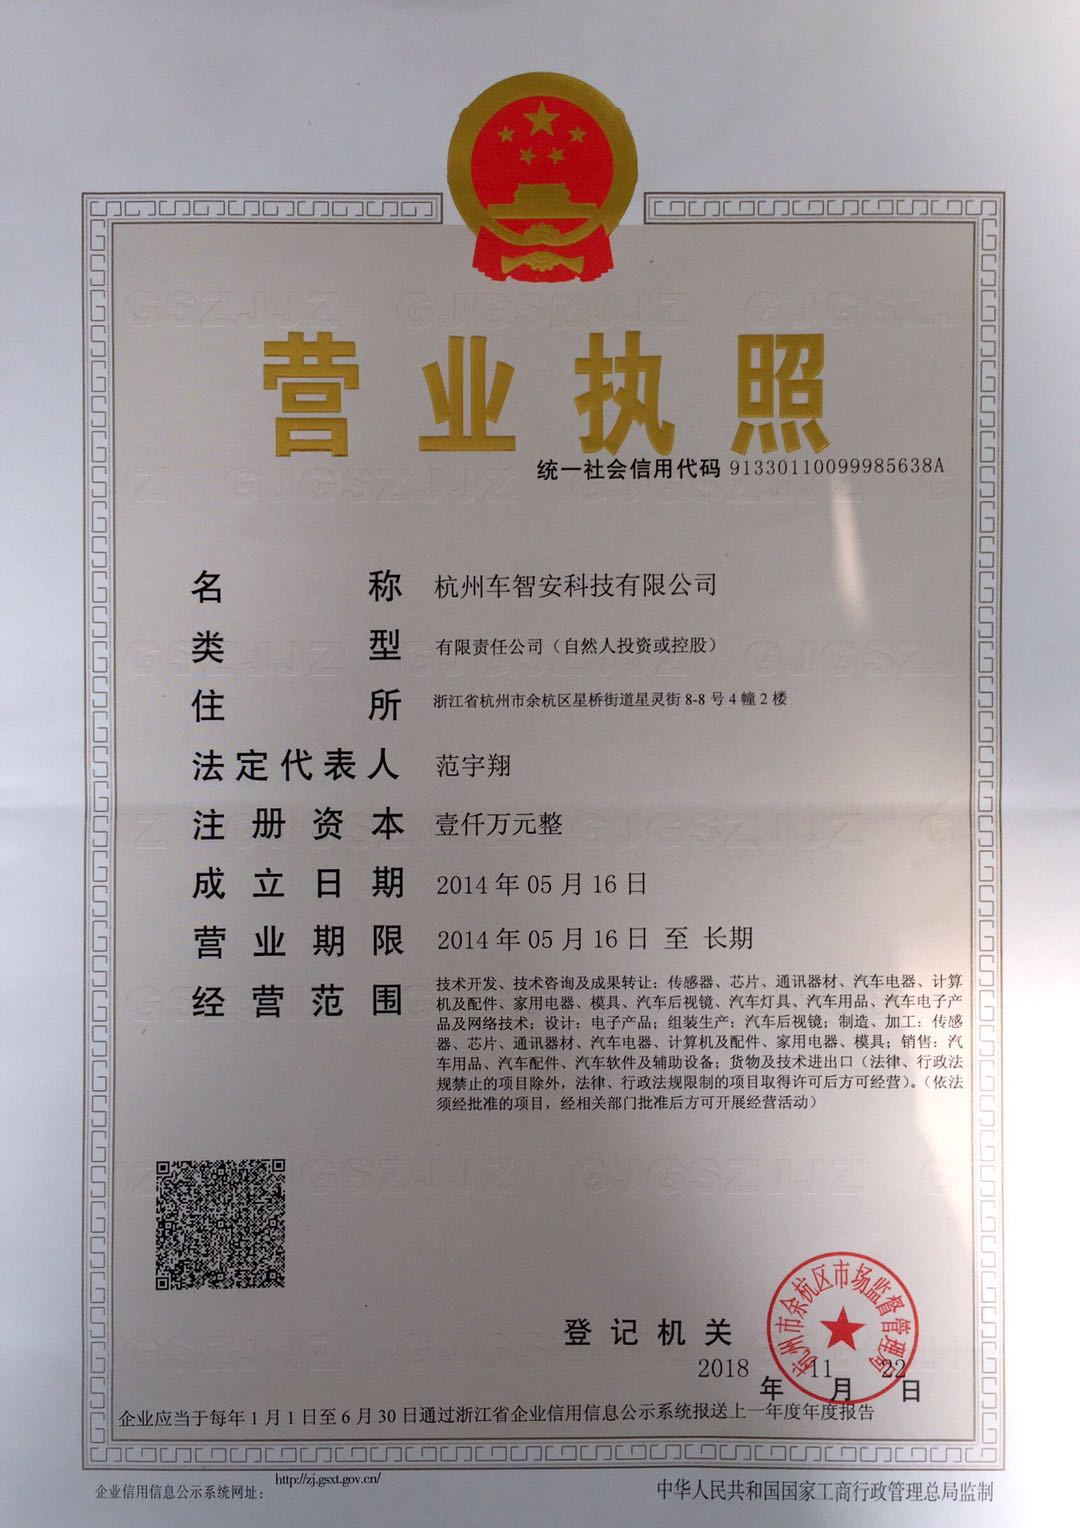 营业执照
统一社会信用代码 91330110099985638A
名称 杭州车智安科技有限公司
类型 有限责任公司（自然人投资或控股）
住所 浙江省杭州市余杭区星桥街道星灵街8-8号4幢2楼
法定代表人 范宇翔
注册资本 壹仟万元整
成立日期 2014年05月16日
营业期限 2014年05月16日 至 长期
经营范围 技术开发、技术咨询及成果转让：传感器、芯片、通讯器材、汽车电器、计算
机及配件、家用电器、模具、汽车后视镜、汽车灯具、汽车用品、汽车电子产
品及网络技术；设计：电子产品；组装生产：汽车后视镜；制造、加工：传感
器、芯片、通讯器材、汽车电器、计算机及配件、家用电器、模具；销售：汽
车用品、汽车配件、汽车软件及辅助设备；货物及技术进出口（法律、行政法
规禁止的项目除外，法律、行政法规限制的项目取得许可后方可经营）。（依法
须经批准的项目，经相关部门批准后方可开展经营活动）
登记机关
杭州市余杭区市场监督管理局
2018年11月22日
企业应当于每年1月1日至6月30日通过浙江省企业信用信息公示系统报送上一年度年度报告
企业信用信息公示系统网址： http://zj.gsxt.gov.cn/
中华人民共和国国家工商行政管理总局监制